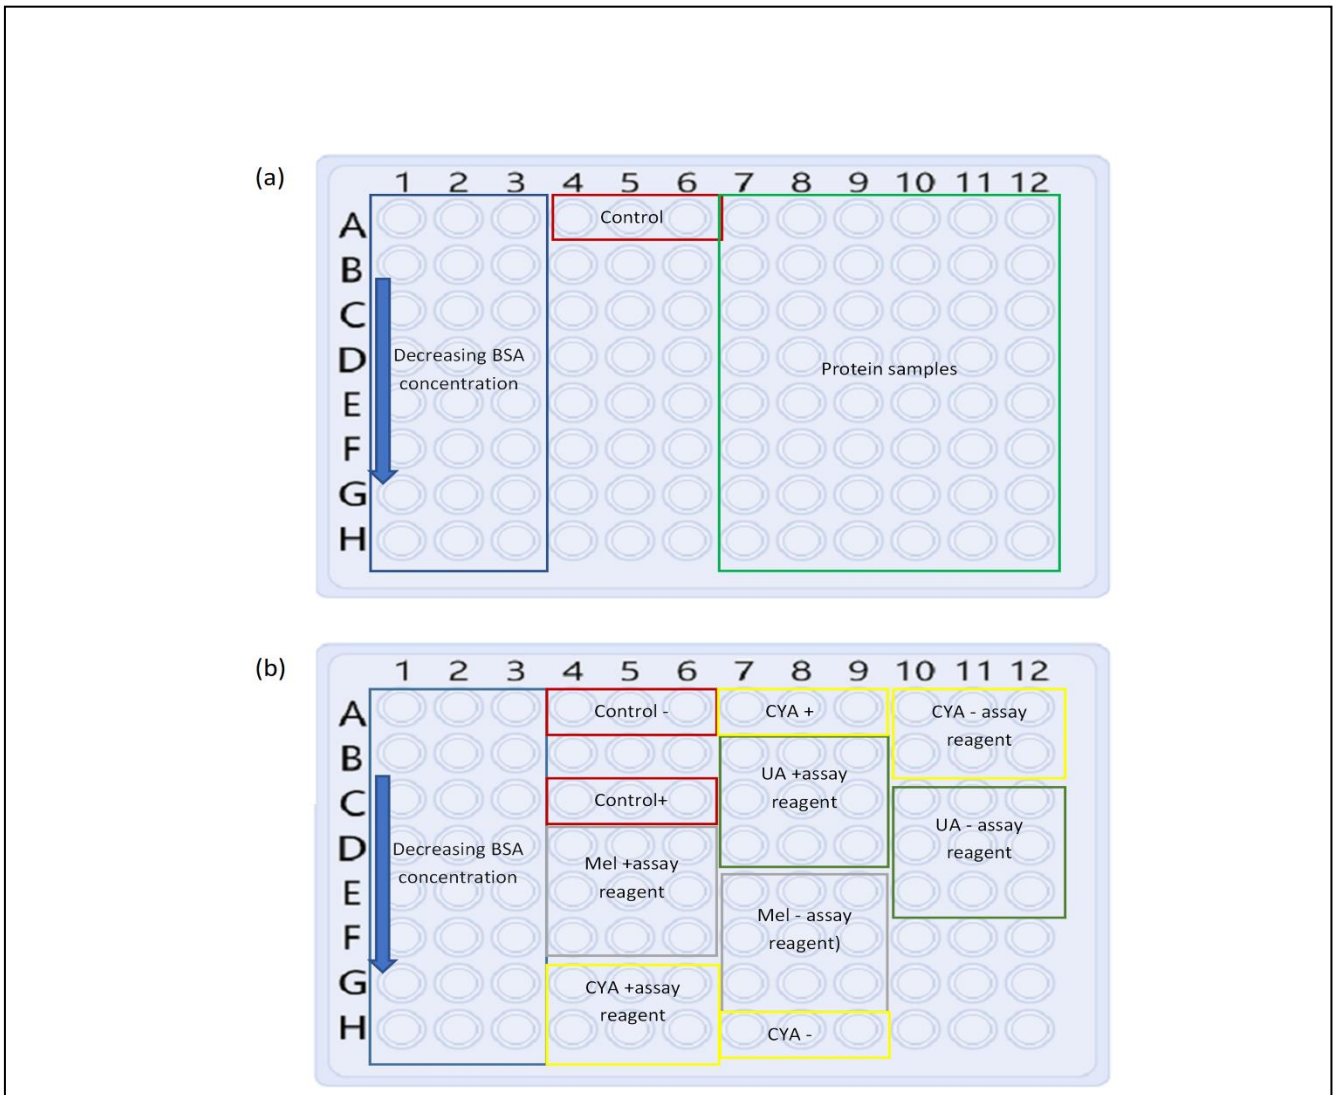 (a)
1 2 3 4 5 6 7 8 9 10 11 12
A
Control
B
C
D
Decreasing BSA
concentration
Protein samples
E
F
G
H
(b)
1 2 3 4 5 6 7 8 9 10 11 12
A
Control -
CYA +
CYA - assay
reagent
B
UA +assay
reagent
C
Control+
UA - assay
reagent
D
Decreasing BSA
concentration
Mel +assay
reagent
E
Mel - assay
reagent)
F
G
CYA +assay
reagent
H
CYA -